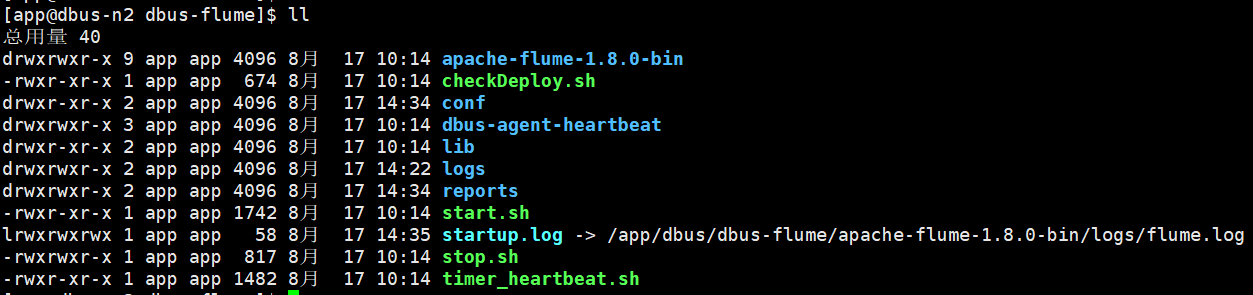 [app@dbus-n2 dbus-flume]$ ll
总用量 40
drwxrwxr-x 9 app app 4096 8月  17 10:14 apache-flume-1.8.0-bin
-rwxrwxr-x 1 app app  674 8月  17 10:14 checkDeploy.sh
drwxr-xr-x 2 app app 4096 8月  17 14:34 conf
drwxrwxr-x 3 app app 4096 8月  17 10:14 dbus-agent-heartbeat
drwxr-xr-x 2 app app 4096 8月  17 10:14 lib
drwxrwxr-x 2 app app 4096 8月  17 14:22 logs
drwxrwxr-x 2 app app 4096 8月  17 14:34 reports
-rwxr-xr-x 1 app app 1742 8月  17 10:14 start.sh
lrwxrwxrwx 1 app app   58 8月  17 14:35 startup.log -> /app/dbus/dbus-flume/apache-flume-1.8.0-bin/logs/flume.log
-rwxr-xr-x 1 app app  817 8月  17 10:14 stop.sh
-rwxr-xr-x 1 app app 1482 8月  17 10:14 timer_heartbeat.sh